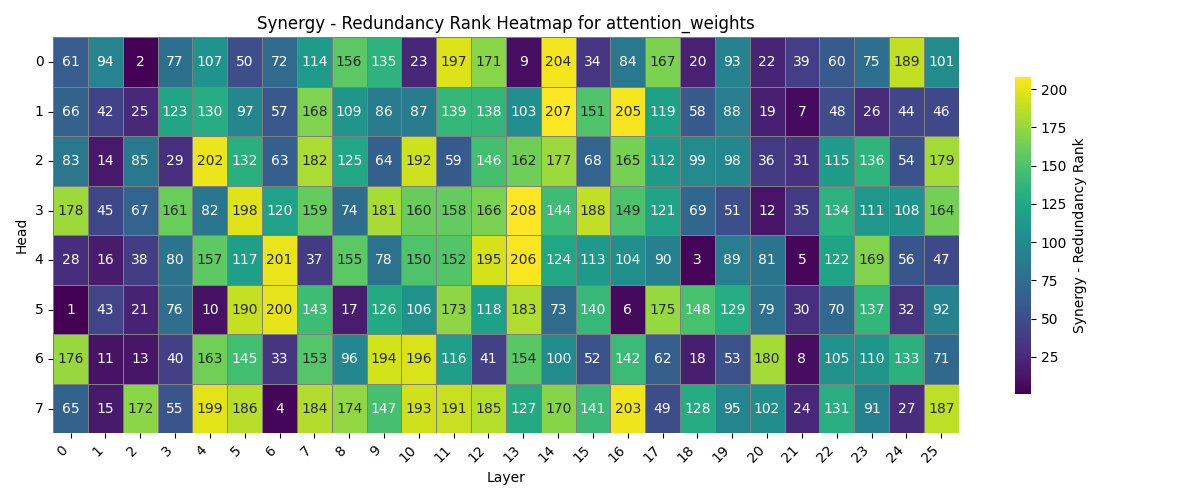 Synergy - Redundancy Rank Heatmap for attention_weights
0 61 94 2 77 107 50 72 114 156 135 23 197 171 9 204 34 84 167 20 93 22 39 60 75 189 101
1 66 42 25 123 130 97 57 168 109 86 87 139 138 103 207 151 205 119 58 88 19 7 48 26 44 46
2 83 14 85 29 202 132 63 182 125 64 192 59 146 162 177 68 165 112 99 98 36 31 115 136 54 179
3 178 45 67 161 82 198 120 159 74 181 160 158 166 208 144 188 149 121 69 51 12 35 134 111 108 164
4 28 16 38 80 157 117 201 37 155 78 150 152 195 206 124 113 104 90 3 89 81 5 122 169 56 47
5 1 43 21 76 10 190 200 143 17 126 106 173 118 183 73 140 6 175 148 129 79 30 70 137 32 92
6 176 11 13 40 163 145 33 153 96 194 196 116 41 154 100 52 142 62 18 53 180 8 105 110 133 71
7 65 15 172 55 199 186 4 184 174 147 193 191 185 127 170 141 203 49 128 95 102 24 131 91 27 187
0 1 2 3 4 5 6 7 8 9 10 11 12 13 14 15 16 17 18 19 20 21 22 23 24 25
Layer
Head
200
175
150
125
100
75
50
25
Synergy - Redundancy Rank